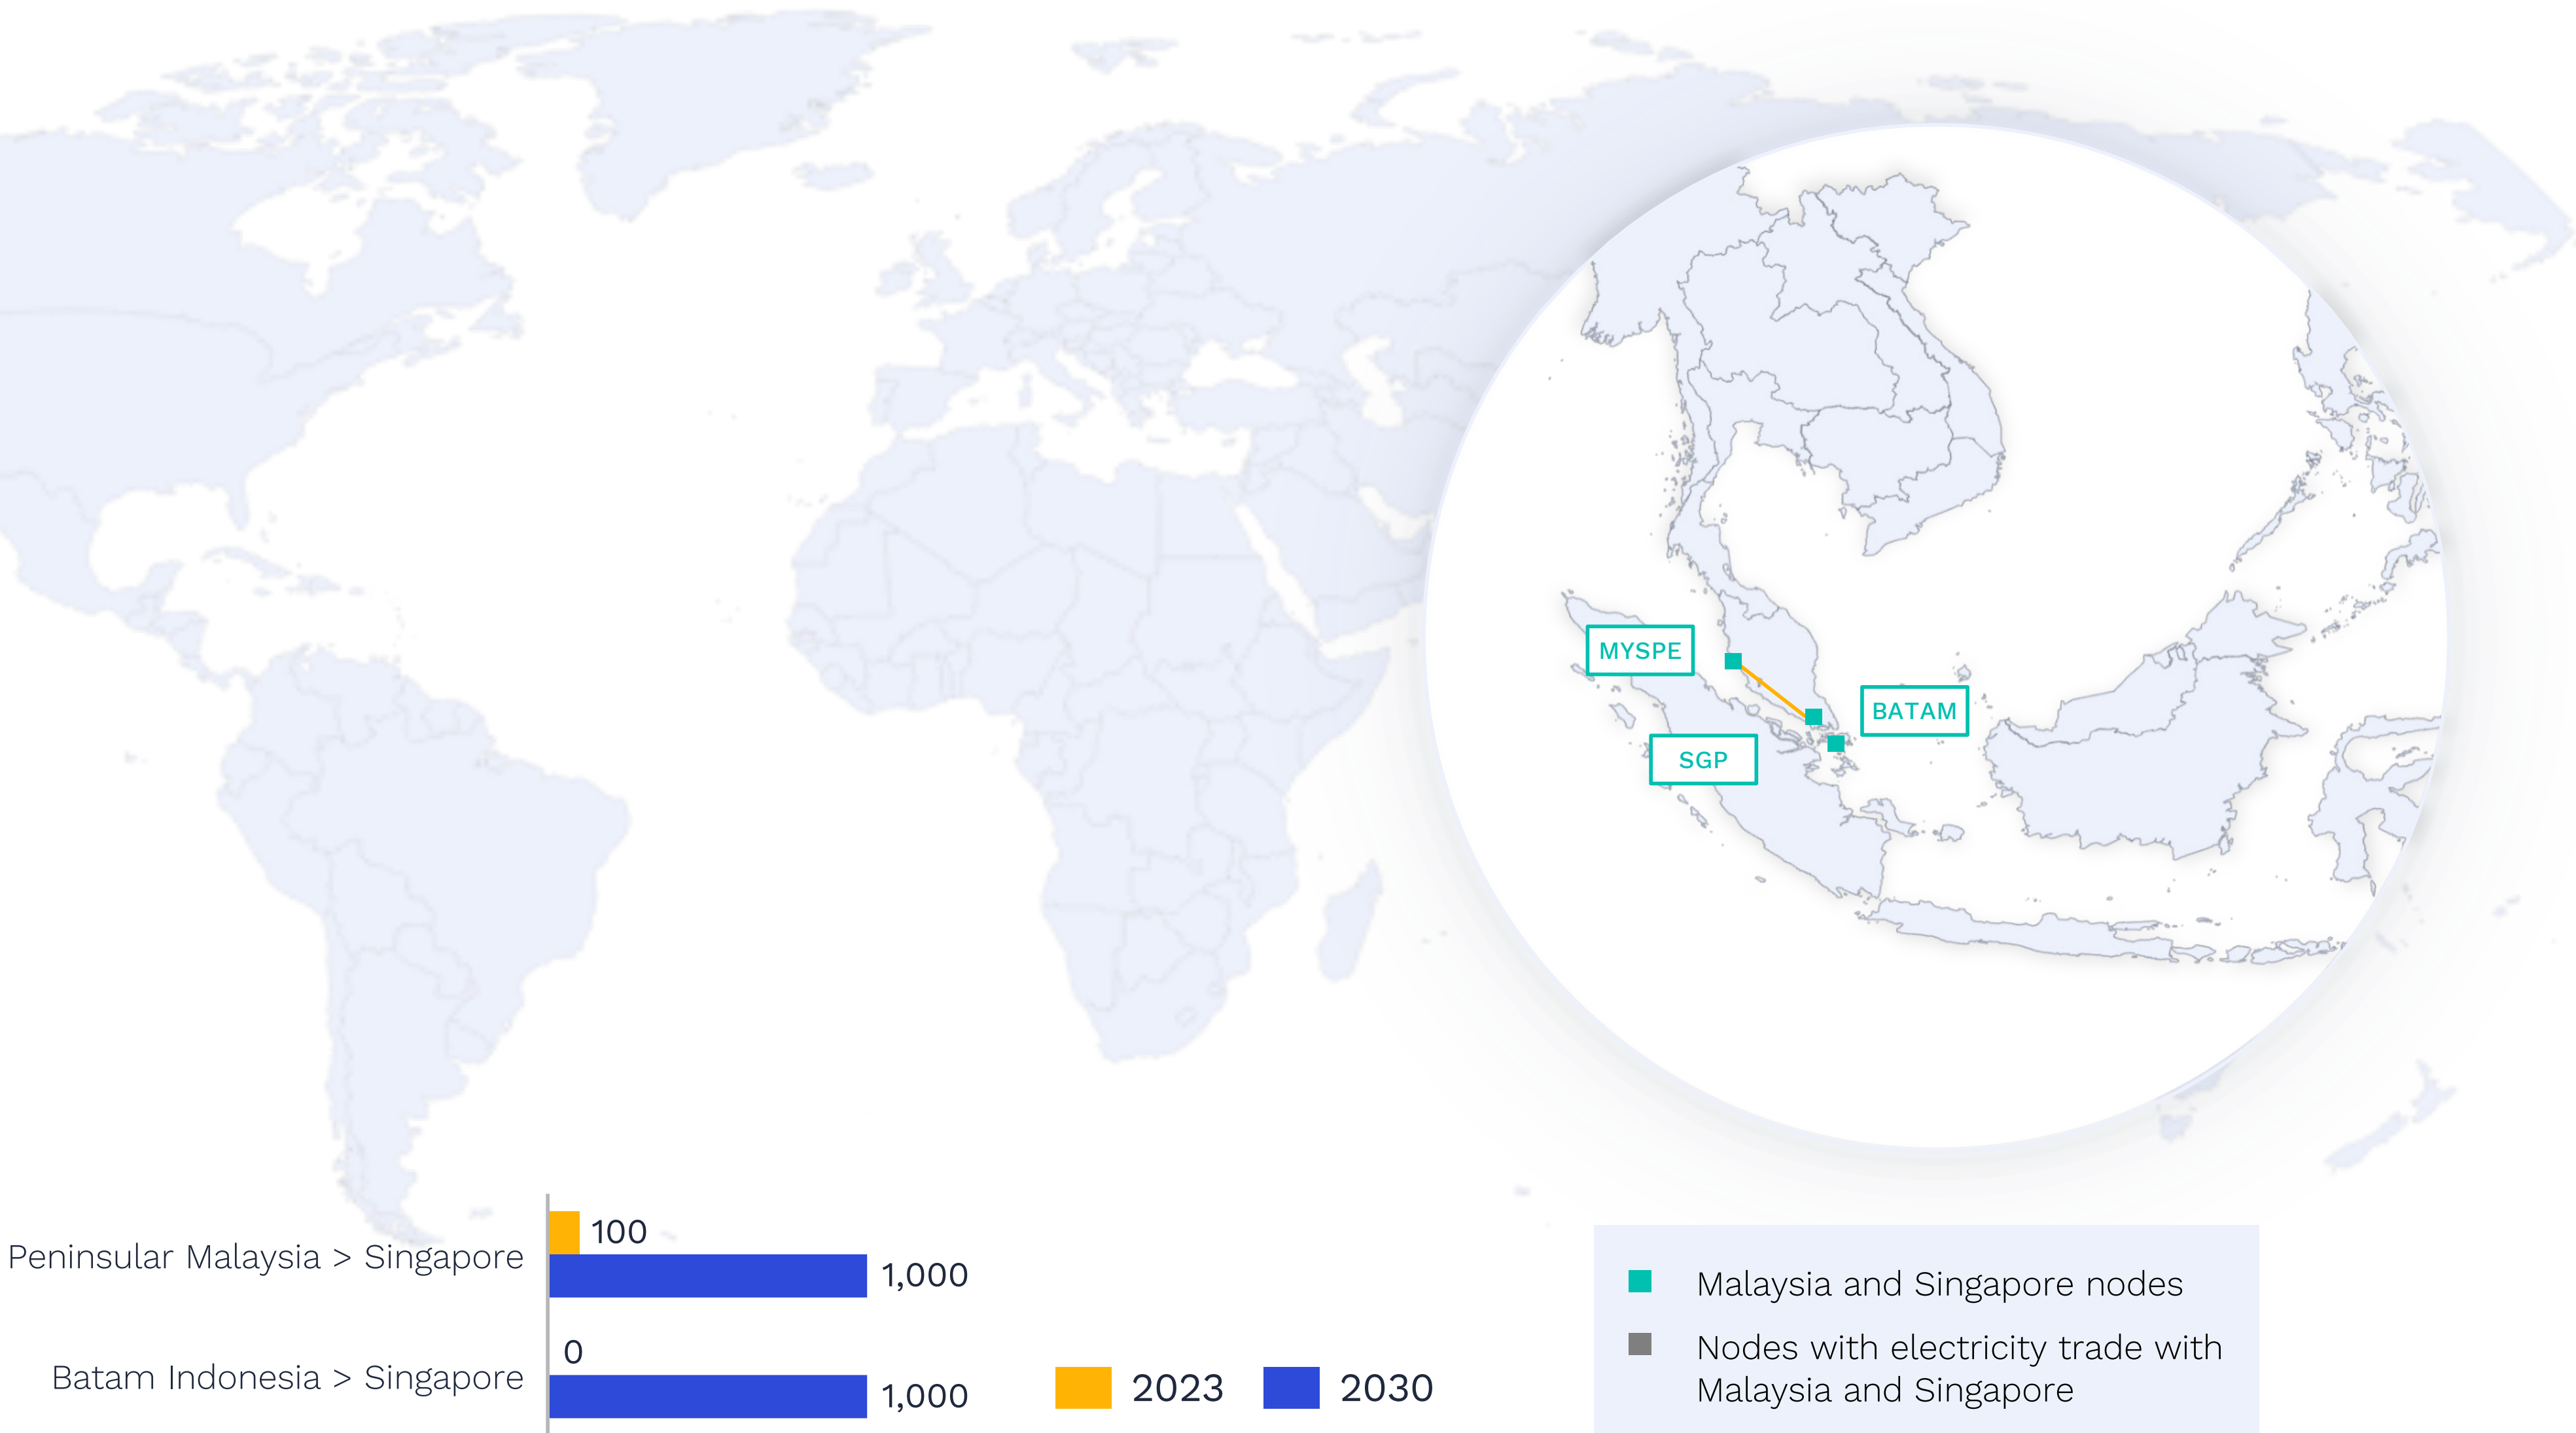 MYSPE
BATAM
SGP
Peninsular Malaysia > Singapore
100
1,000
Batam Indonesia > Singapore
0
1,000
2023
2030
Malaysia and Singapore nodes
Nodes with electricity trade with
Malaysia and Singapore